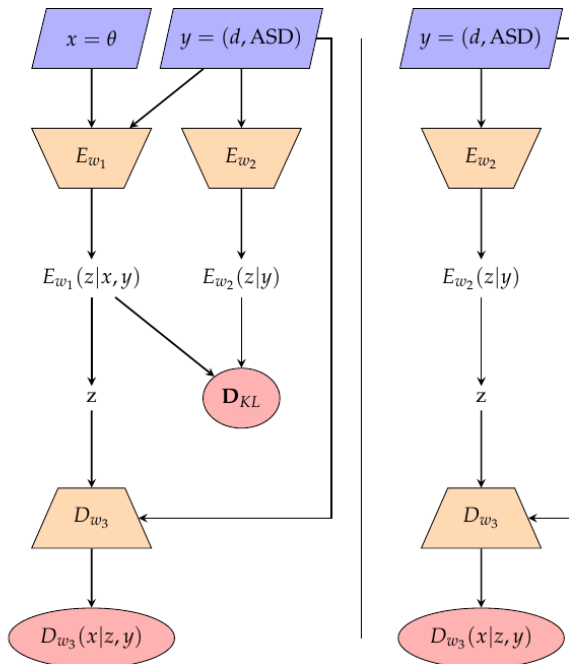 x = θ
y = (d, ASD)
E_{w_1}
E_{w_2}
E_{w_1}(z|x, y)
E_{w_2}(z|y)
z
D_{KL}
D_{w_3}
D_{w_3}(x|z, y)
y = (d, ASD)
E_{w_2}
E_{w_2}(z|y)
z
D_{w_3}
D_{w_3}(x|z, y)